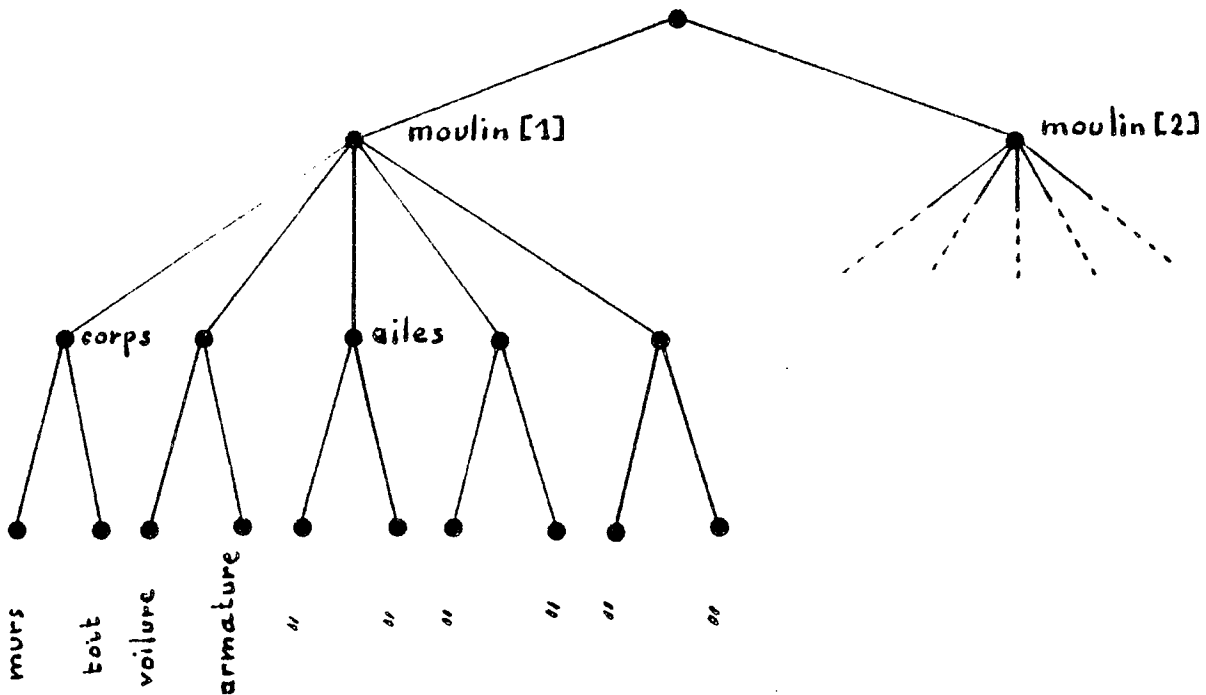 moulin [1]
moulin [2]
corps
ailes
murs
toit
voilure
armature
"
"
"
"
"
"